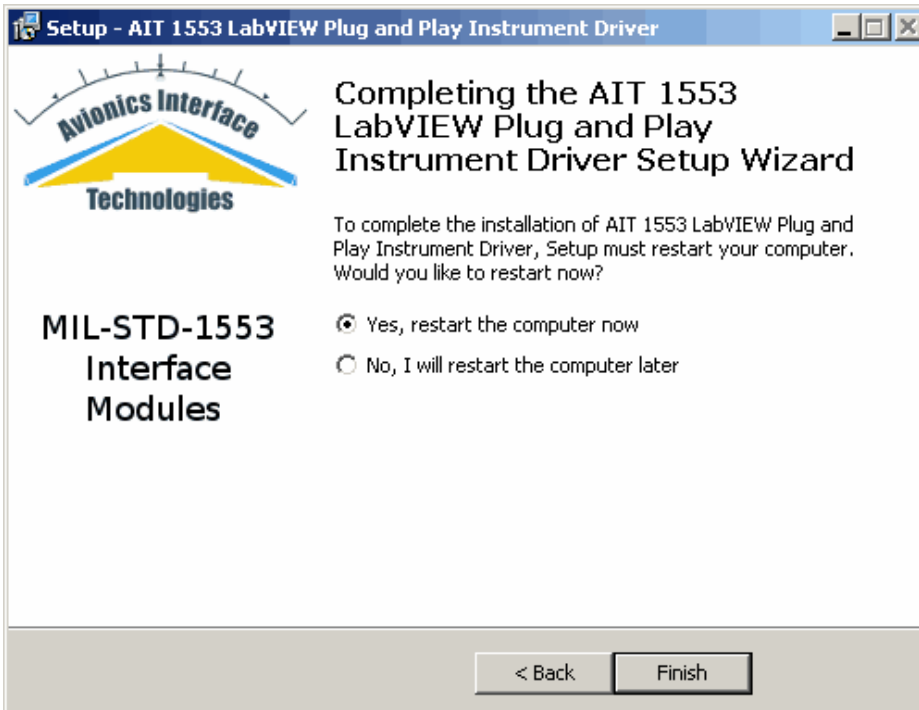 Setup - AIT 1553 LabVIEW Plug and Play Instrument Driver
Avionics Interface
Technologies
Completing the AIT 1553
LabVIEW Plug and Play
Instrument Driver Setup Wizard
To complete the installation of AIT 1553 LabVIEW Plug and
Play Instrument Driver, Setup must restart your computer.
Would you like to restart now?
MIL-STD-1553
Interface
Modules
Yes, restart the computer now
No, I will restart the computer later
< Back
Finish